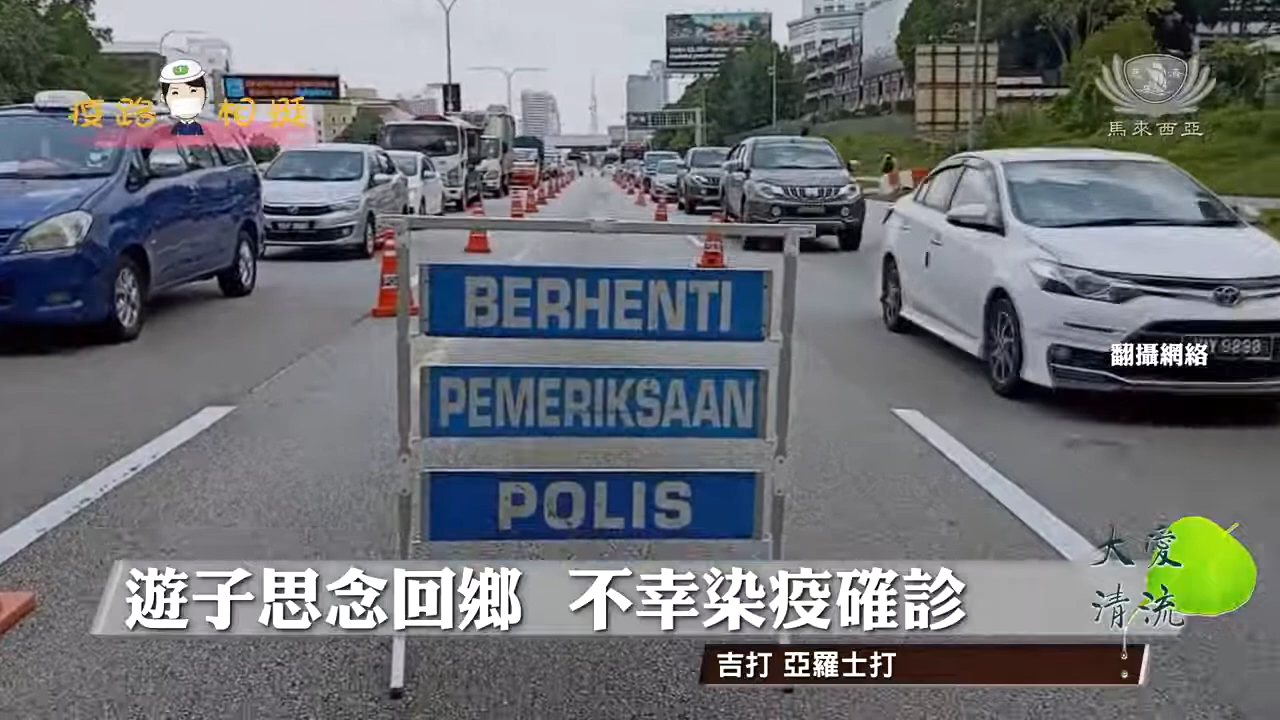 疫路相挺
馬來西亞
BERHENTI
PEMERIKSAAN
POLIS
翻攝網絡
大愛
清流
遊子思念回鄉 不幸染疫確診
吉打 亞羅士打